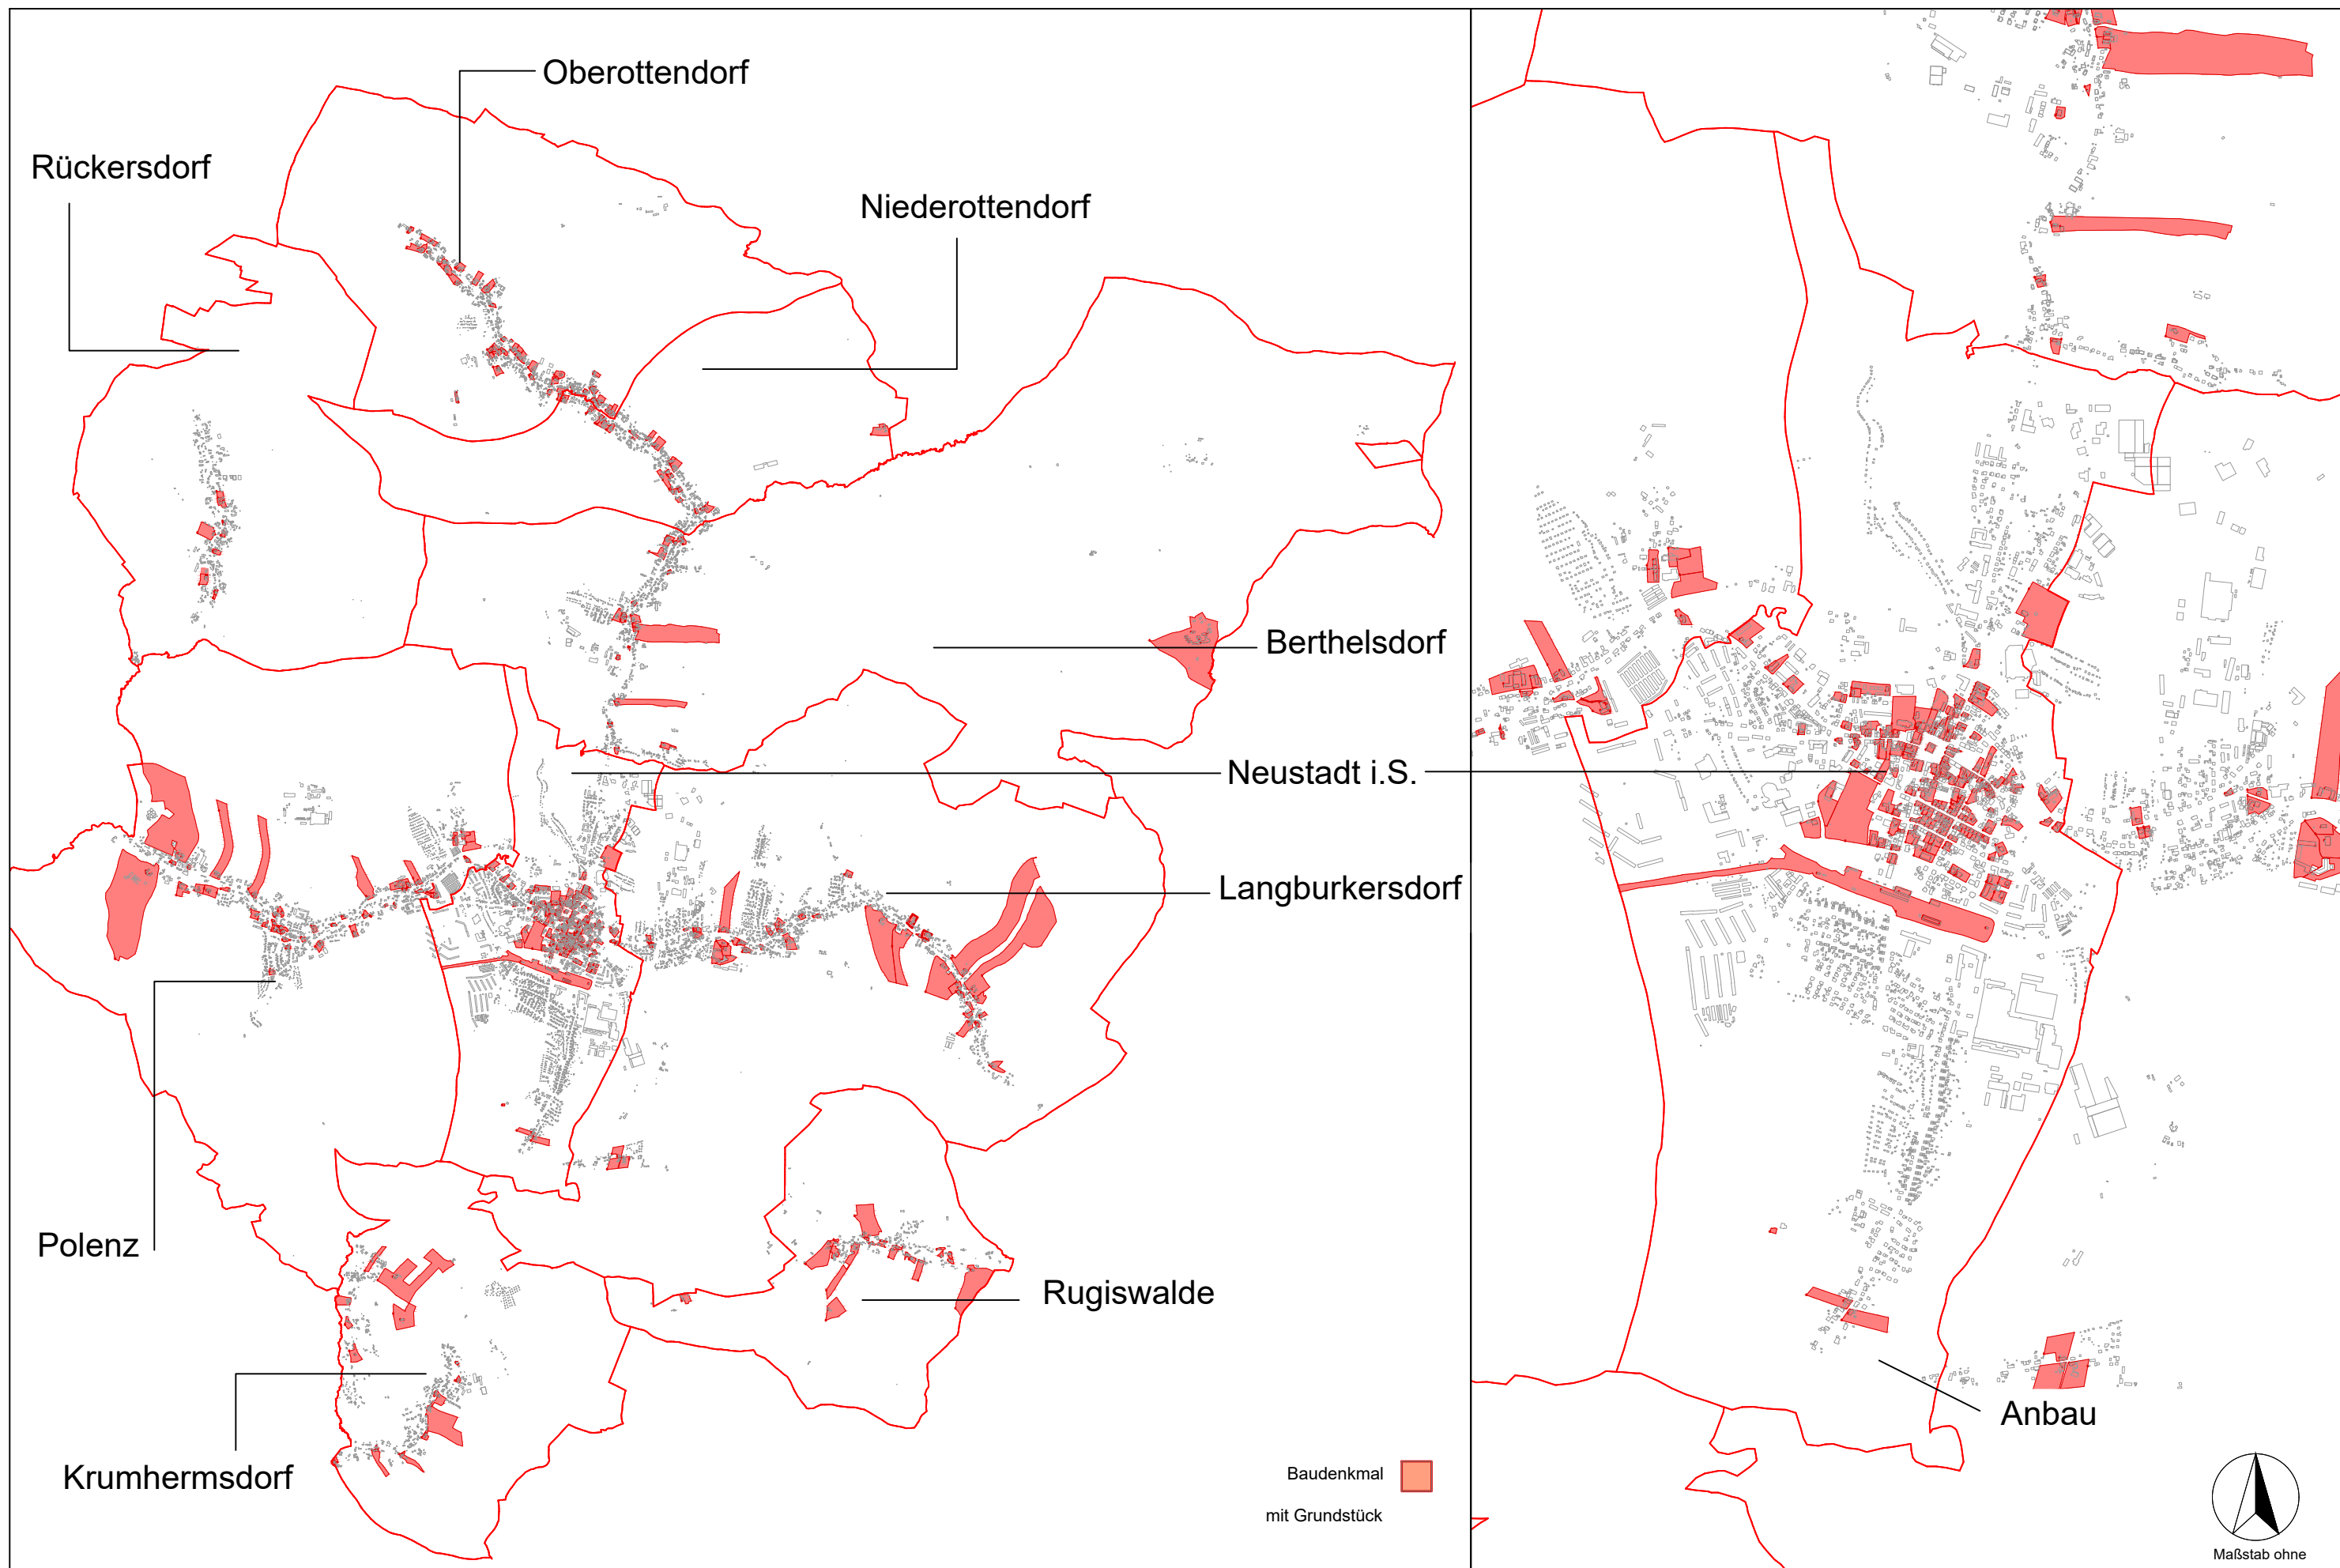 Oberottendorf
Rückersdorf
Niederottendorf
Berthelsdorf
Neustadt i.S.
Langburkersdorf
Polenz
Rugiswalde
Krumhermsdorf
Anbau
Baudenkmal
mit Grundstück
Maßstab ohne